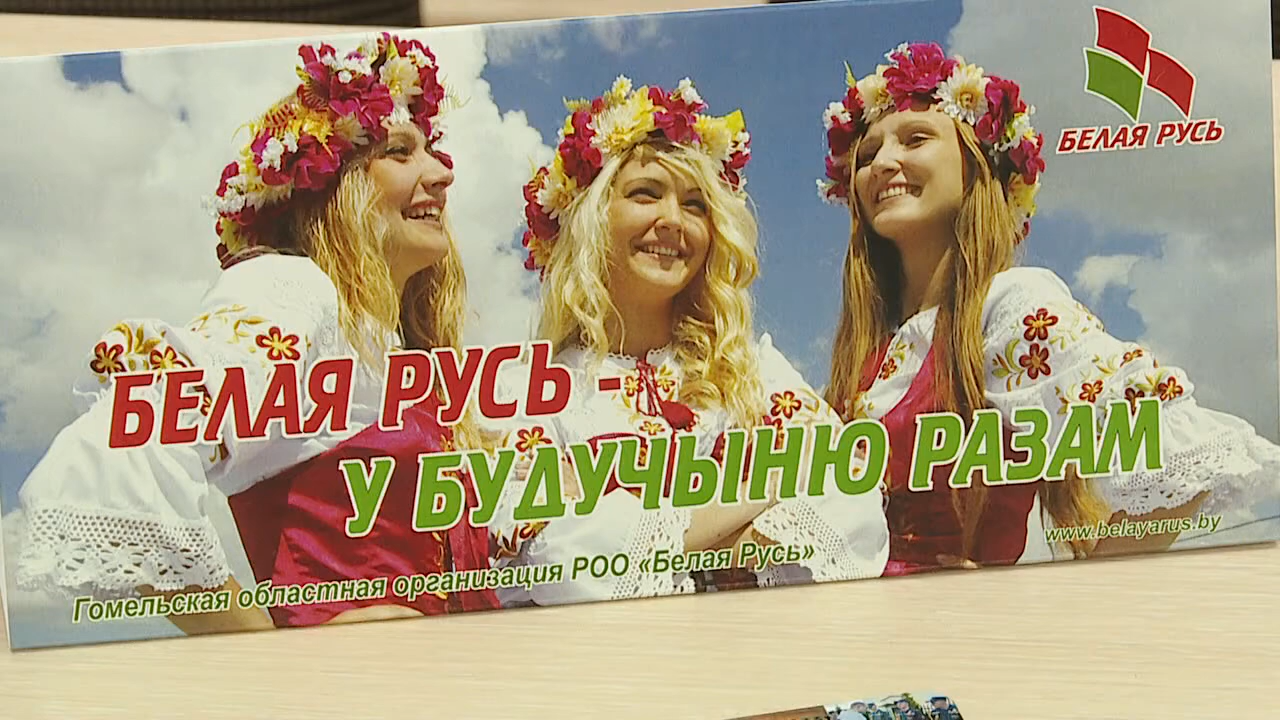 БЕЛАЯ РУСЬ
БЕЛАЯ РУСЬ -
У БУДУЧЫНЮ РАЗАМ
www.belayarus.by
Гомельская областная организация РОО «Белая Русь»